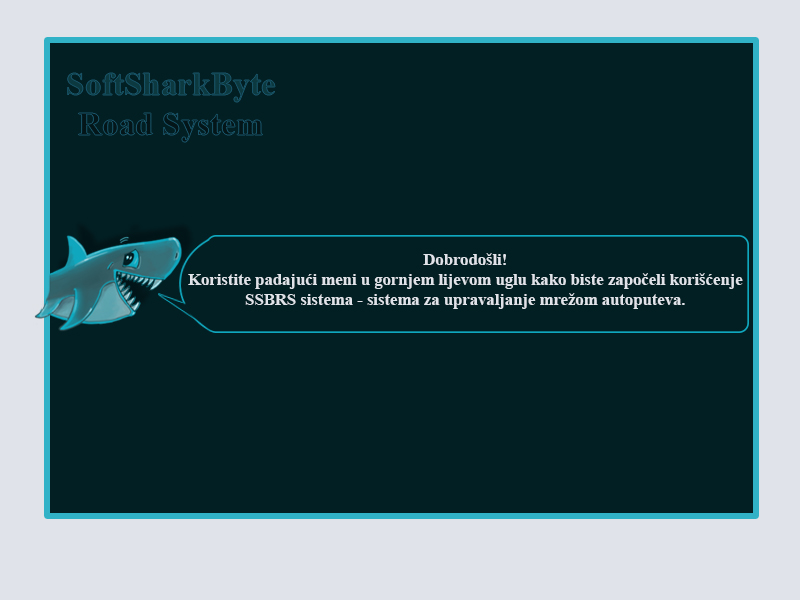 SoftSharkByte
Road System
Dobrodošli!
Koristite padajući meni u gornjem lijevom uglu kako biste započeli korišćenje
SSBRS sistema - sistema za upravaljanje mrežom autoputeva.